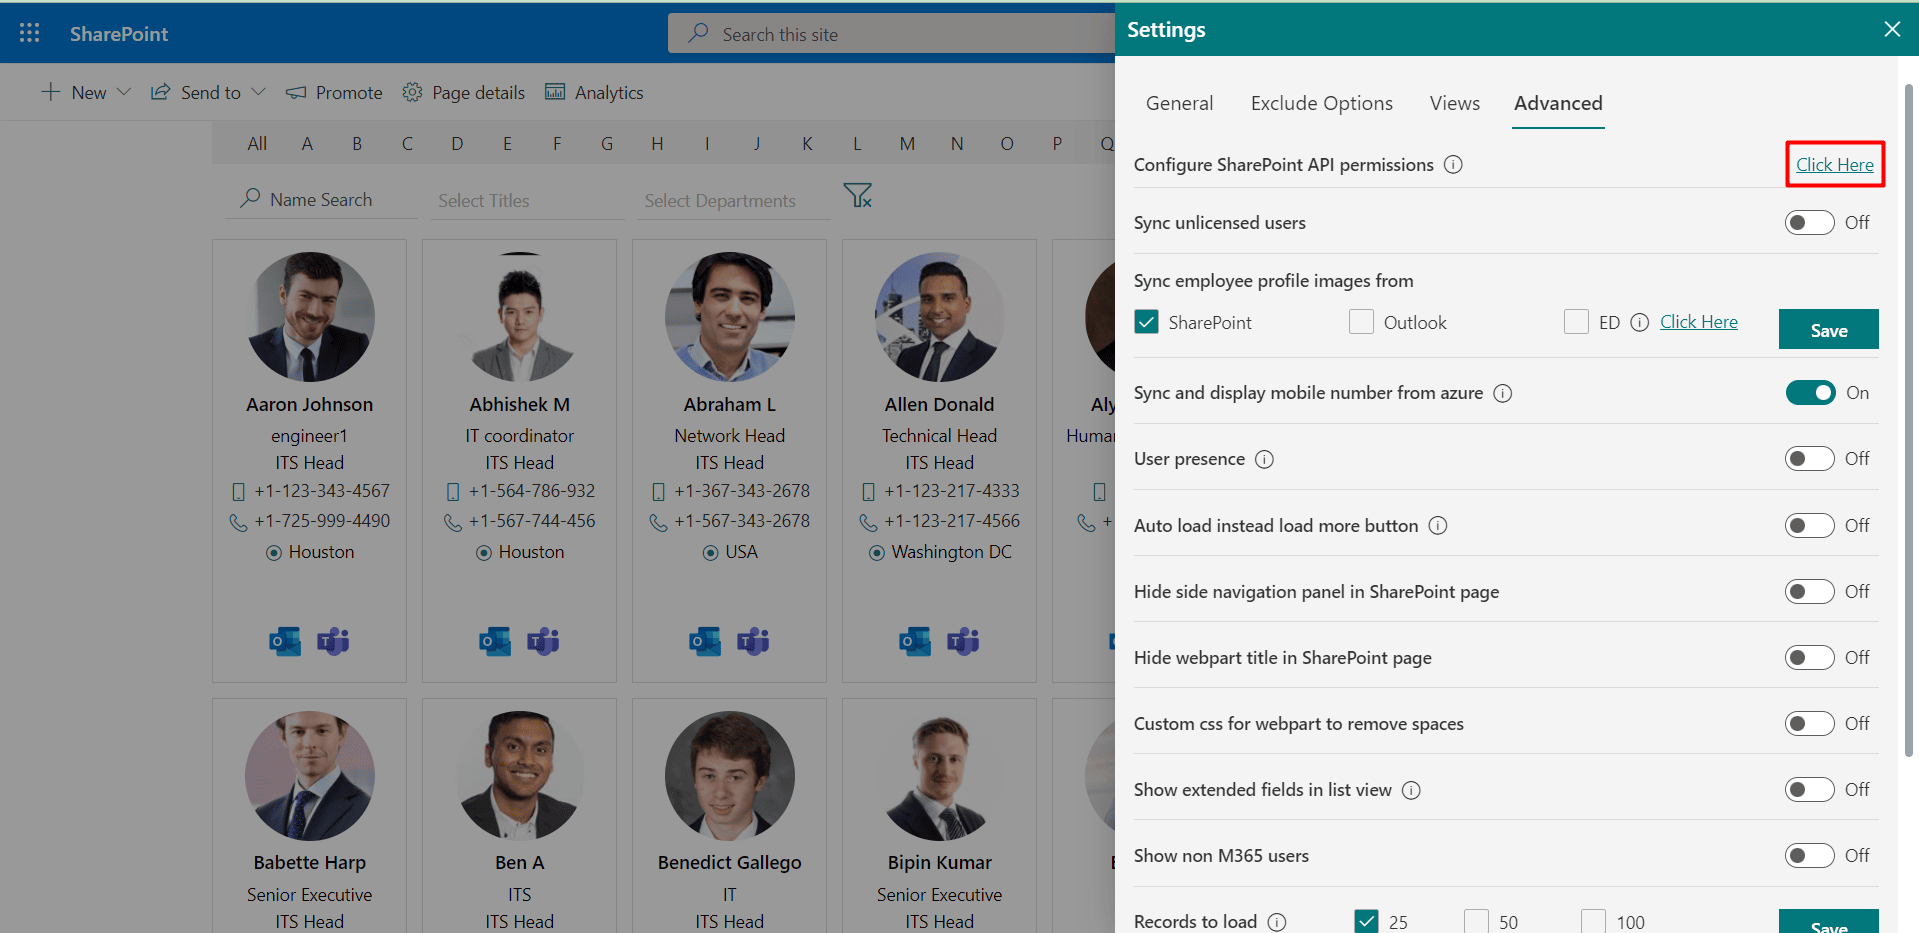 SharePoint
Search this site
New
Send to
Promote
Page details
Analytics
All A B C D E F G H I J K L M N O P Q
Name Search
Select Titles
Select Departments
Aaron Johnson
engineer1
ITS Head
+1-123-343-4567
+1-725-999-4490
Houston
Abhishek M
IT coordinator
ITS Head
+1-564-786-932
+1-567-744-456
Houston
Abraham L
Network Head
ITS Head
+1-367-343-2678
+1-567-343-2678
USA
Allen Donald
Technical Head
ITS Head
+1-123-217-4333
+1-123-217-4566
Washington DC
Aly
Human
+
Babette Harp
Senior Executive
ITS Head
Ben A
ITS
ITS Head
Benedict Gallego
IT
ITS Head
Bipin Kumar
Senior Executive
ITS Head
Settings
General Exclude Options Views Advanced
Configure SharePoint API permissions Click Here
Sync unlicensed users Off
Sync employee profile images from
SharePoint Outlook ED Click Here Save
Sync and display mobile number from azure On
User presence Off
Auto load instead load more button Off
Hide side navigation panel in SharePoint page Off
Hide webpart title in SharePoint page Off
Custom css for webpart to remove spaces Off
Show extended fields in list view Off
Show non M365 users Off
Records to load 25 50 100 Save